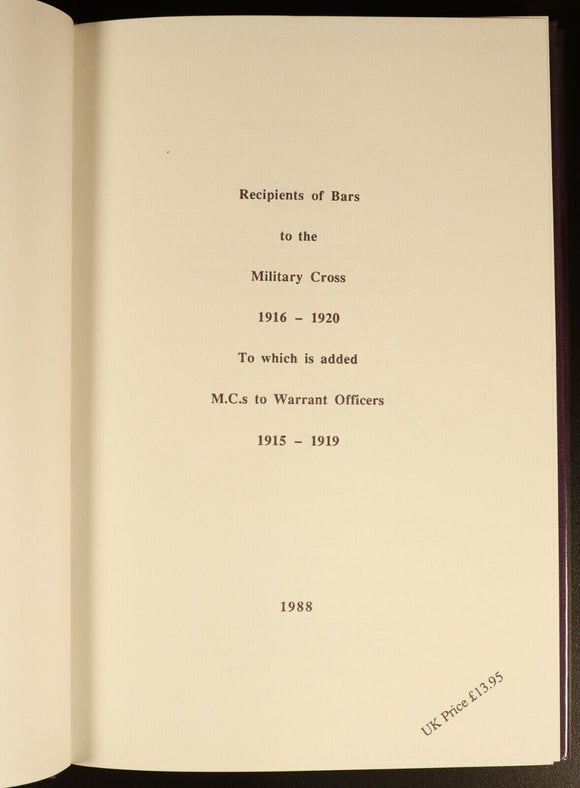 Recipients of Bars
to the
Military Cross
1916 – 1920
To which is added
M.C.s to Warrant Officers
1915 – 1919
1988
UK Price £13.95